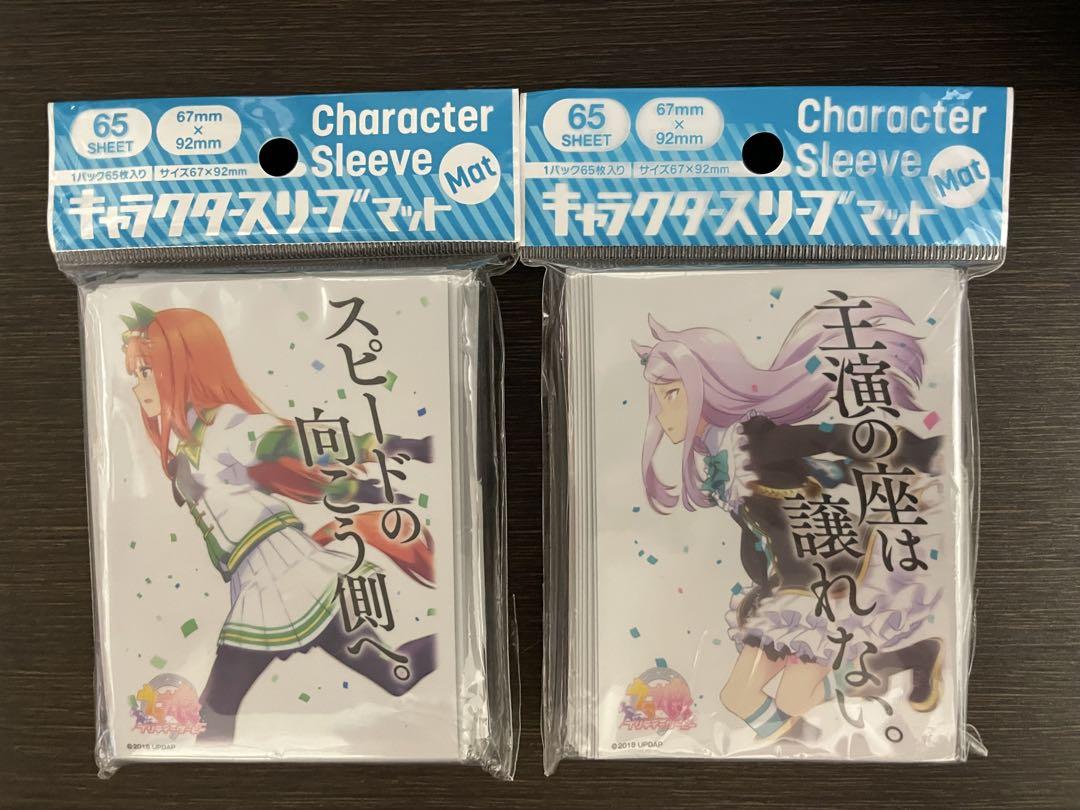 65
SHEET
67mm
×
92mm
Character
Sleeve
Mat
1パック65枚入り
サイズ67×92mm
キャラクタースリーブマット
スピードの
向こう側へ。
©2018 UPDAP
65
SHEET
67mm
×
92mm
Character
Sleeve
Mat
1パック65枚入り
サイズ67×92mm
キャラクタースリーブマット
主演の座は
譲れない。
©2018 UPDAP